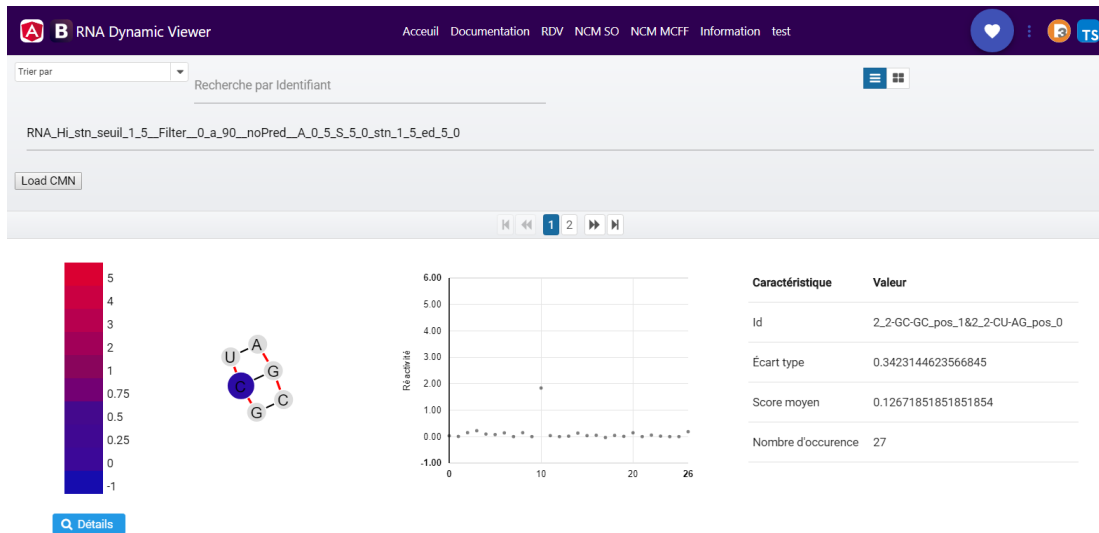 A B RNA Dynamic Viewer Acceuil Documentation RDV NCM SO NCM MCFF Information test 3 TS
Trier par
Recherche par Identifiant
RNA_Hi_stn_seuil_1_5__Filter__0_a_90__noPred__A_0_5_S_5_0_stn_1_5_ed_5_0
Load CMN
1 2
5
4
3
2
1
0.75
0.5
0.25
0
-1
U A
C G
G C
6.00
5.00
4.00
3.00
2.00
1.00
0.00
-1.00
Réactivité
0 10 20 26
Caractéristique Valeur
Id 2_2-GC-GC_pos_1&2_2-CU-AG_pos_0
Écart type 0.3423144623566845
Score moyen 0.12671851851851854
Nombre d'occurence 27
Détails